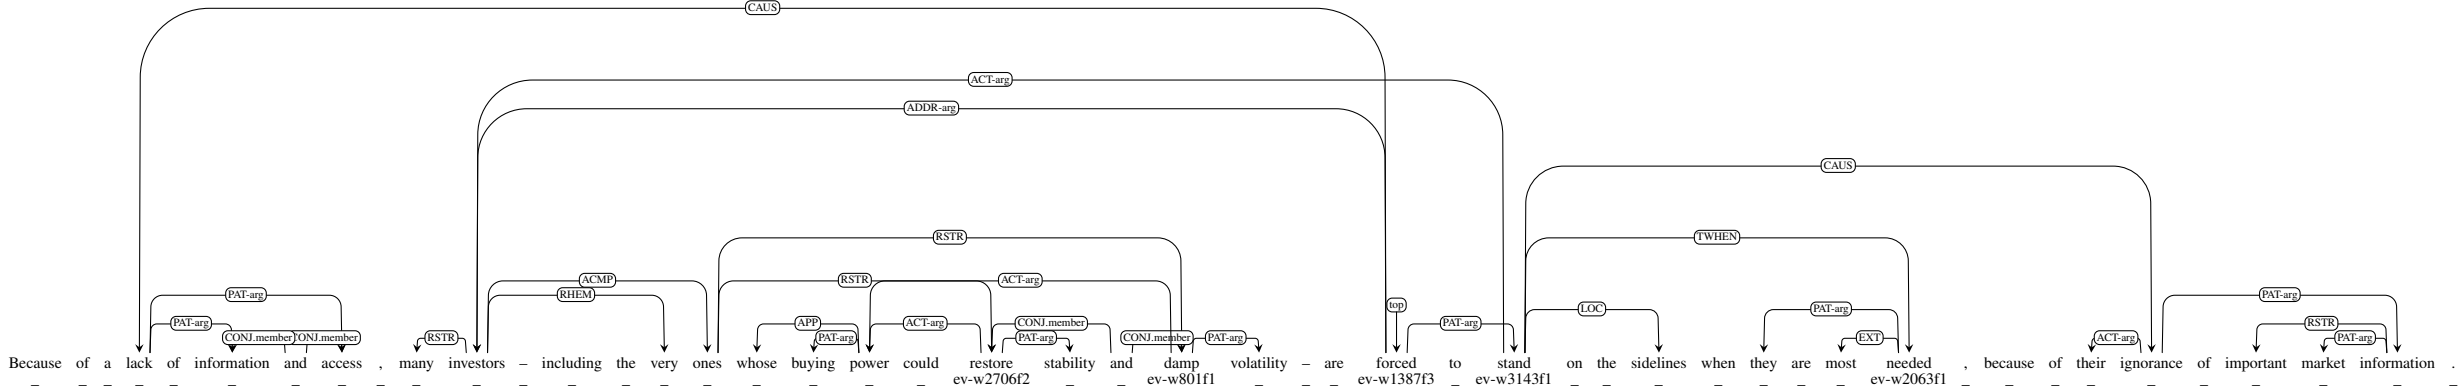 CAUS
ACT-arg
ADDR-arg
CAUS
RSTR TWHEN
ACMP RSTR ACT-arg
PAT-arg RHEM top LOC PAT-arg PAT-arg
PAT-arg APP ACT-arg CONJ.member PAT-arg RSTR
CONJ.member CONJ.member RSTR PAT-arg PAT-arg CONJ.member PAT-arg EXT ACT-arg PAT-arg
Because of a lack of information and access , many investors – including the very ones whose buying power could restore stability and damp volatility – are forced to stand on the sidelines when they are most needed , because of their ignorance of important market information .
_ _ _ _ _ _ _ _ _ _ _ _ _ _ _ _ _ _ _ _ ev-w2706f2 _ _ ev-w801f1 _ _ _ ev-w1387f3 _ ev-w3143f1 _ _ _ _ _ _ _ ev-w2063f1 _ _ _ _ _ _ _ _ _ _